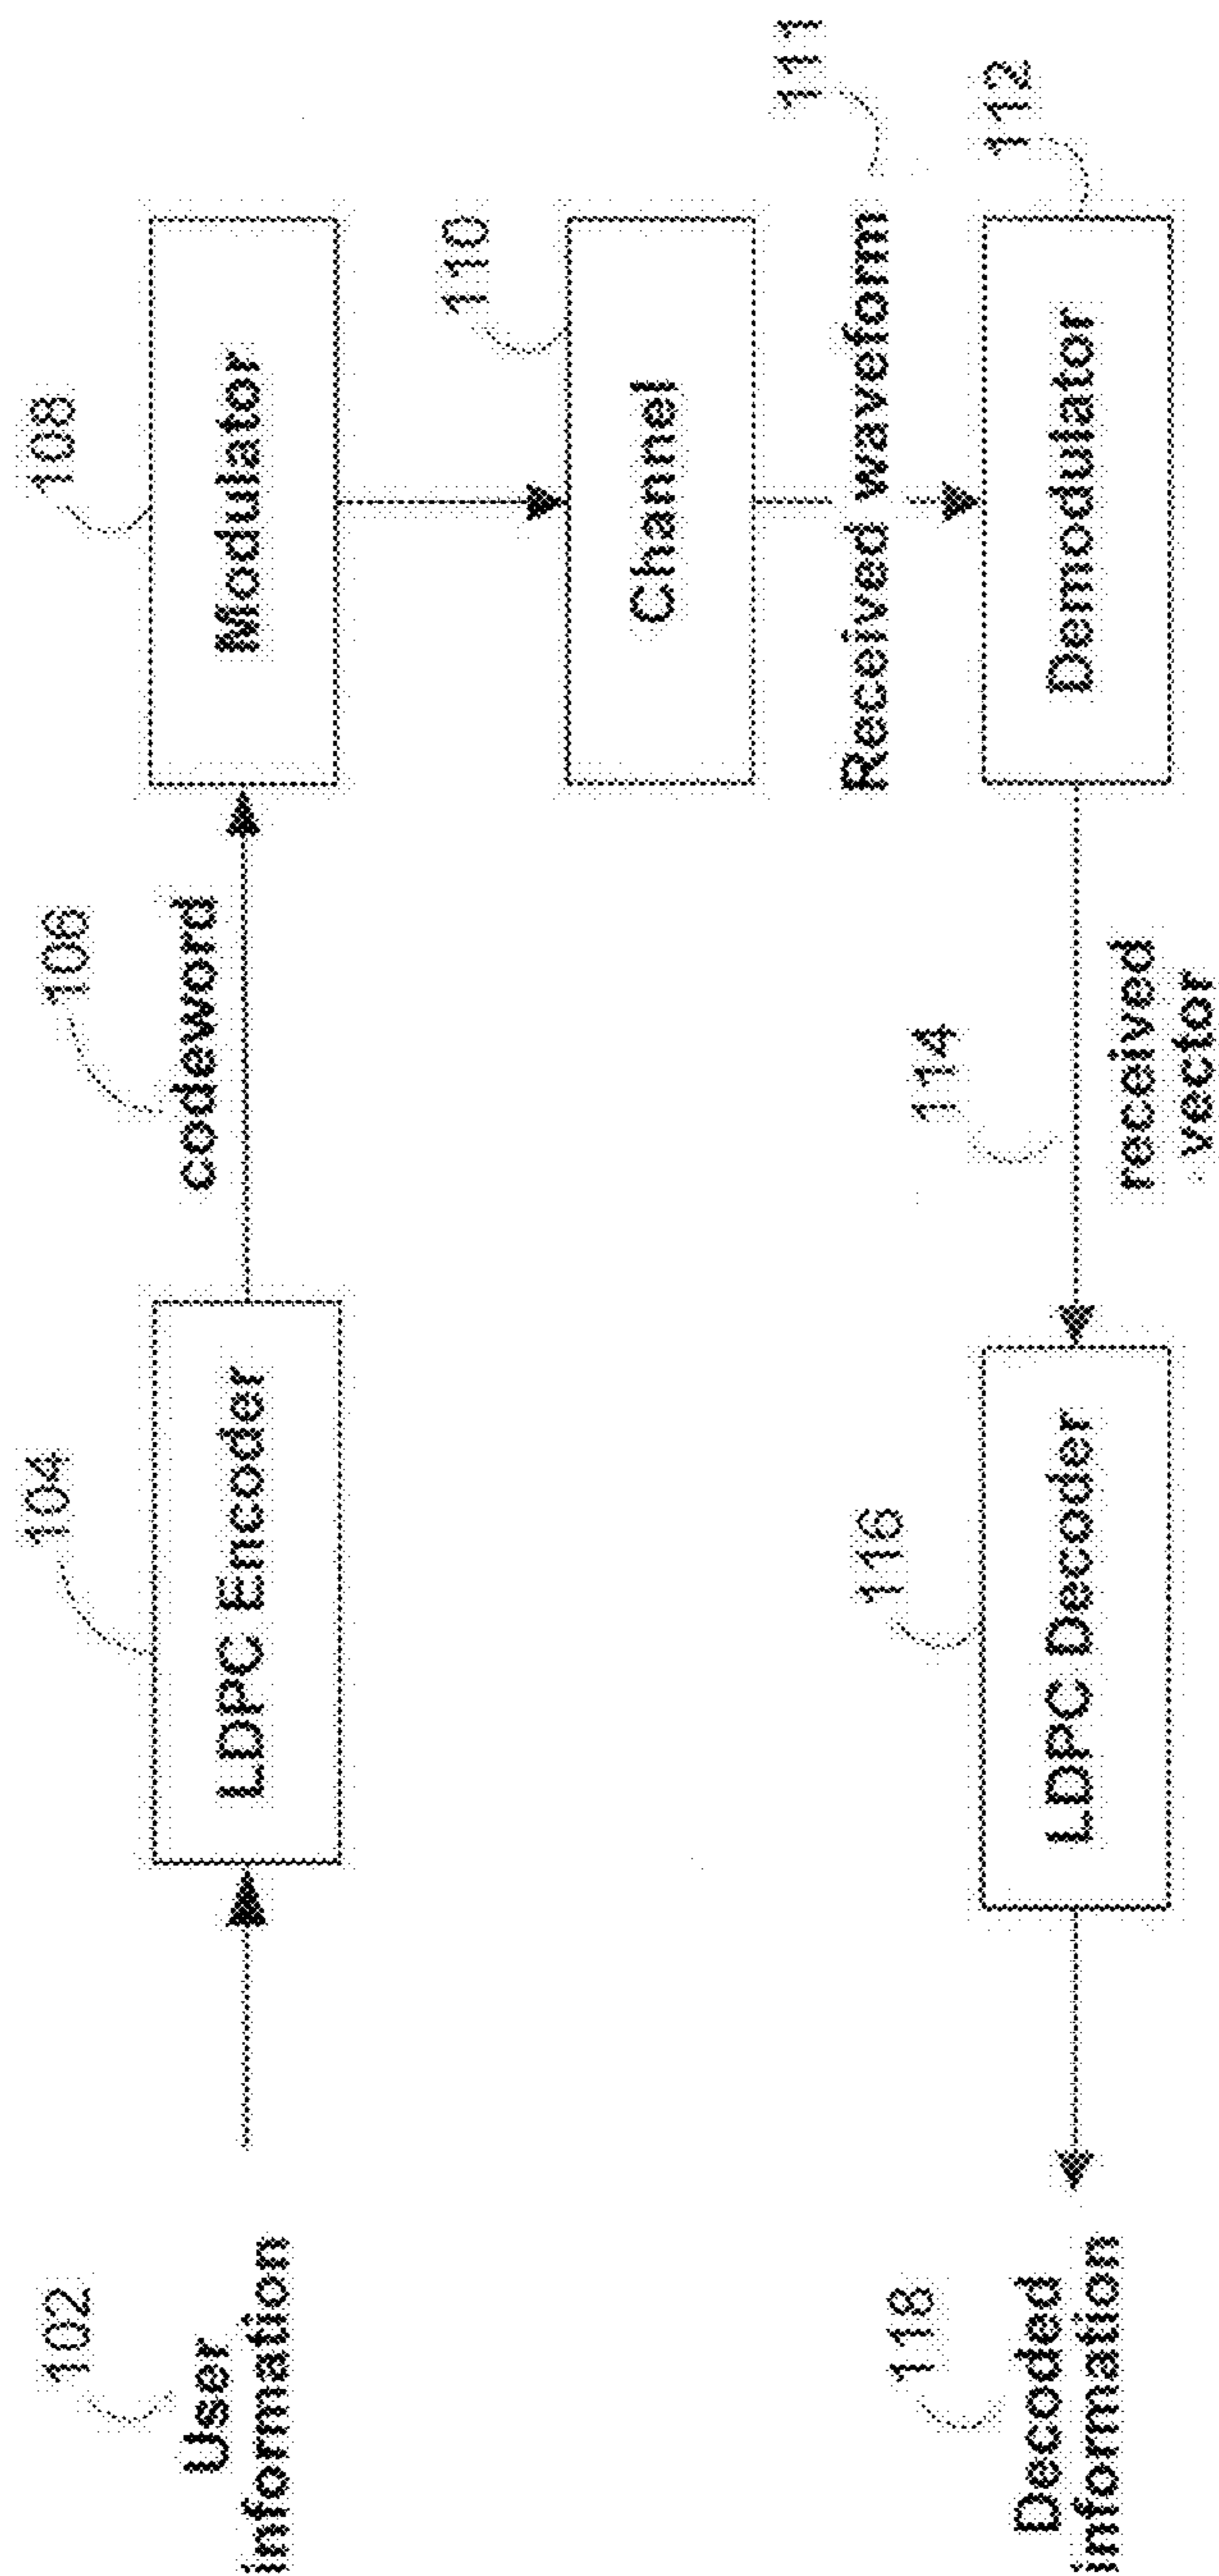 102
User
information
104
LDPC Encoder
106
codeword
108
Modulator
110
Channel
111
Received waveform
112
Demodulator
114
received
vector
116
LDPC Decoder
118
Decoded
information